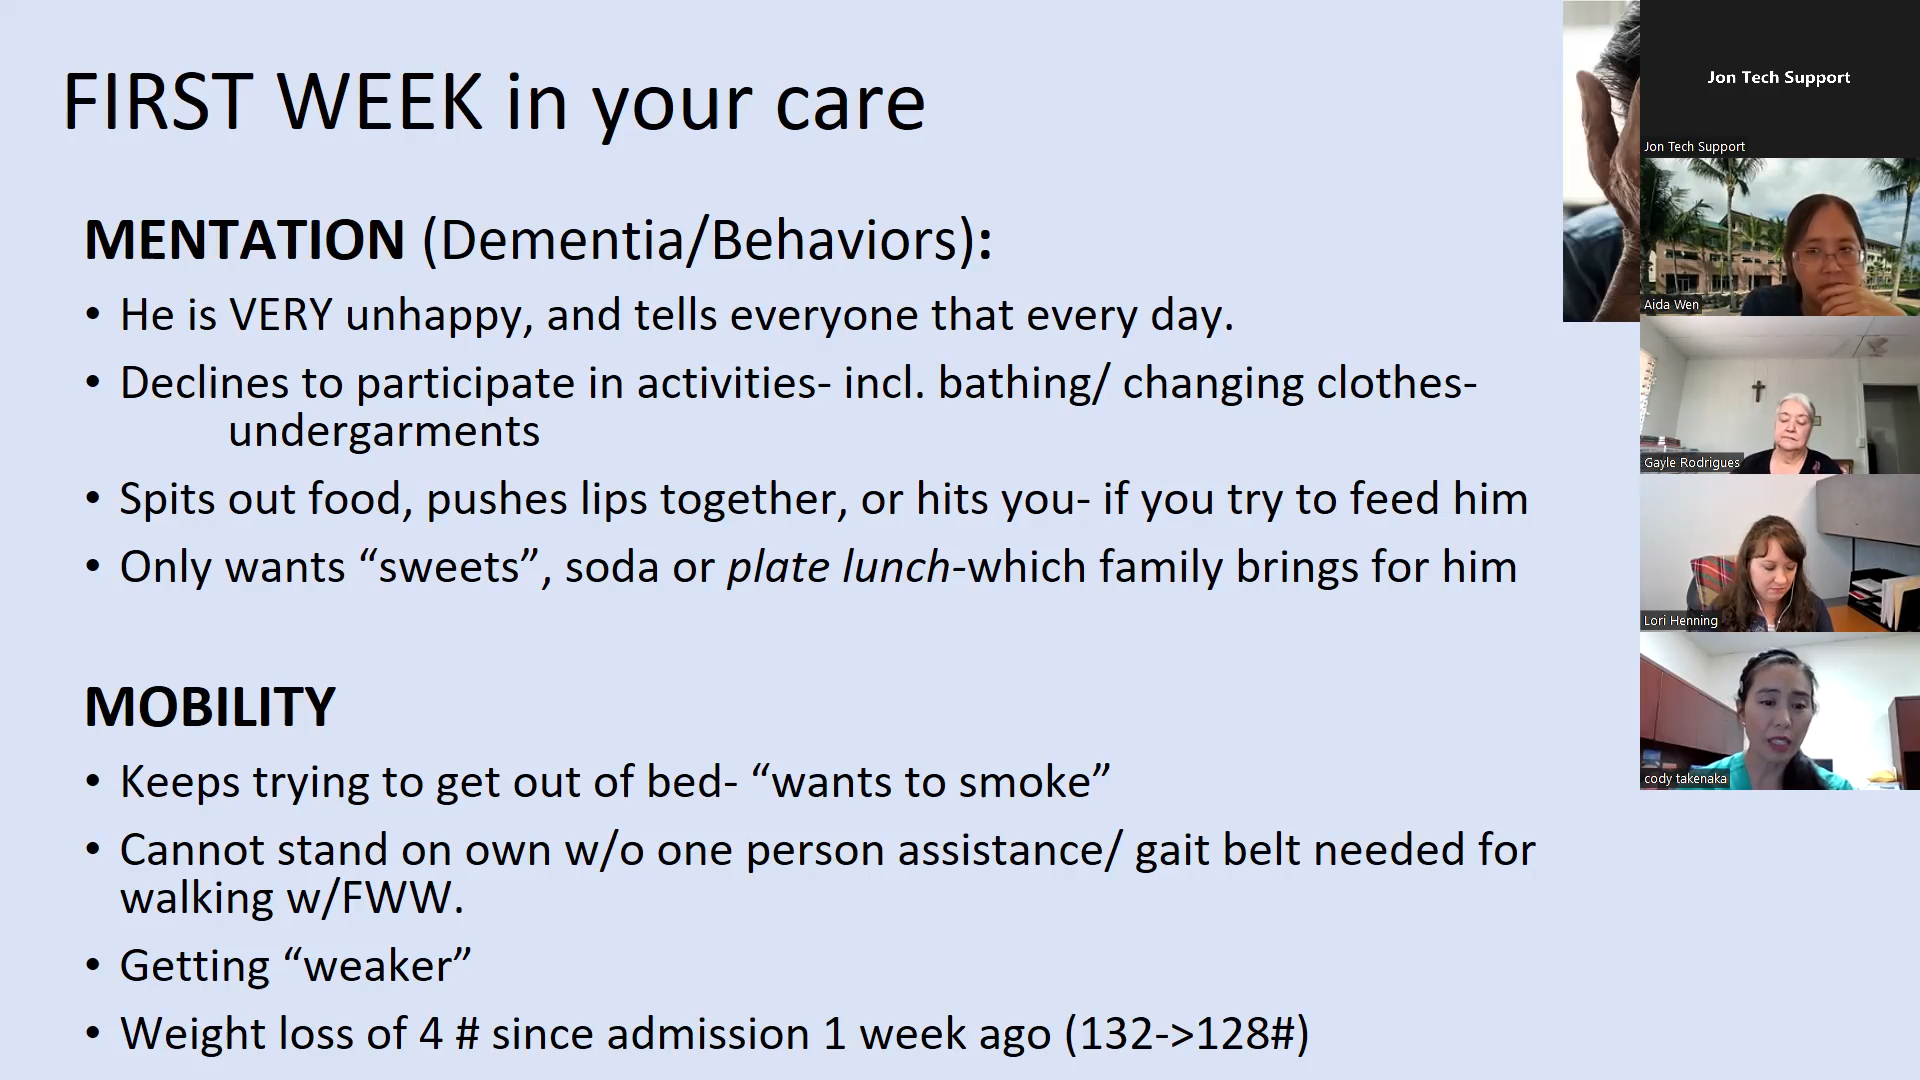 FIRST WEEK in your care
MENTATION (Dementia/Behaviors):
• He is VERY unhappy, and tells everyone that every day.
• Declines to participate in activities- incl. bathing/ changing clothes-
undergarments
• Spits out food, pushes lips together, or hits you- if you try to feed him
• Only wants “sweets”, soda or plate lunch-which family brings for him
MOBILITY
• Keeps trying to get out of bed- “wants to smoke”
• Cannot stand on own w/o one person assistance/ gait belt needed for
walking w/FWW.
• Getting “weaker”
• Weight loss of 4 # since admission 1 week ago (132->128#)
Jon Tech Support
Jon Tech Support
Aida Wen
Gayle Rodrigues
Lori Henning
cody takenaka